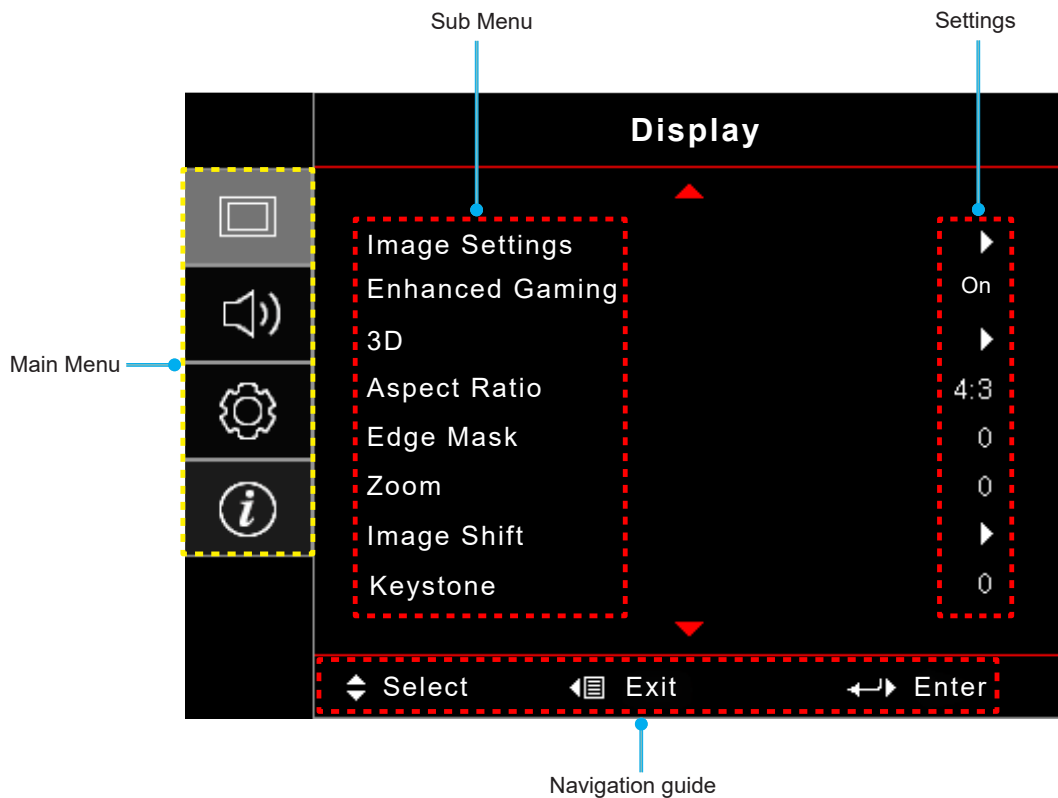 Sub Menu
Settings
Display
Image Settings
Enhanced Gaming On
3D
Main Menu
Aspect Ratio 4:3
Edge Mask 0
Zoom 0
i
Image Shift
Keystone 0
Select Exit Enter
Navigation guide